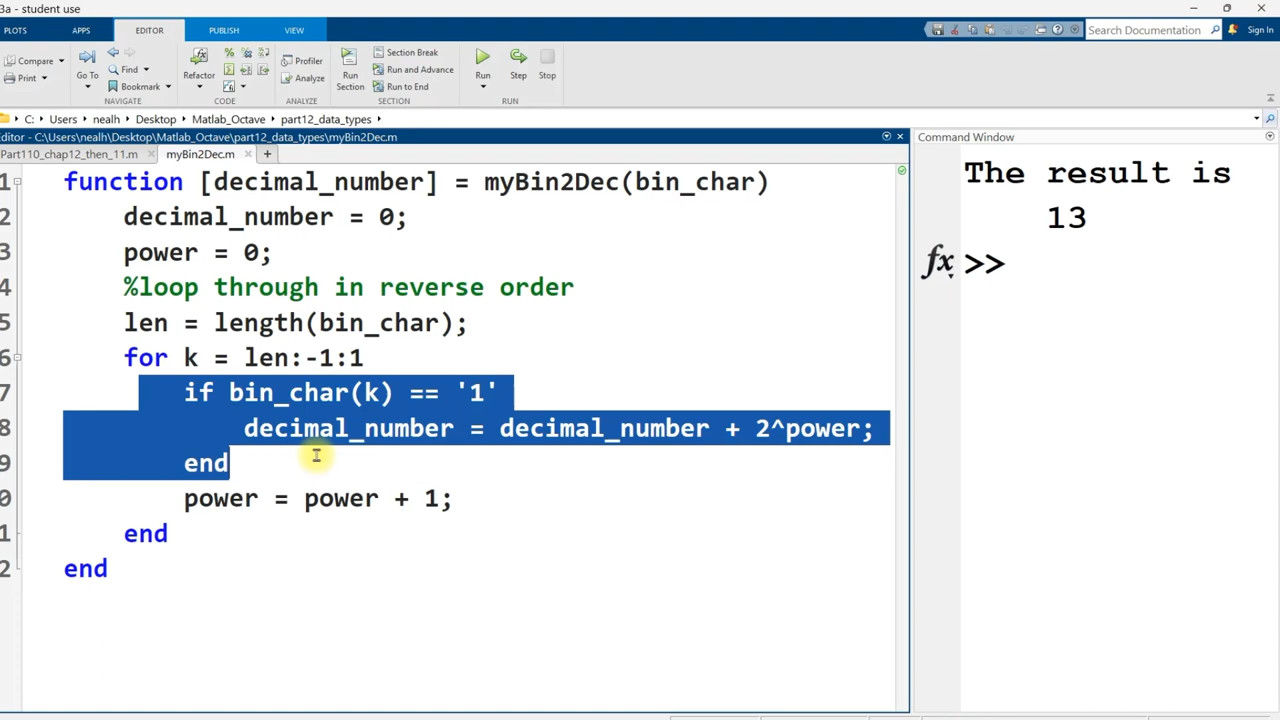 3a - student use
PLOTS APPS EDITOR PUBLISH VIEW
Search Documentation Sign In
Compare Print
Go To Find Bookmark
Refactor
Profiler Analyze
Run Section
Section Break
Run and Advance
Run to End
Run Step Stop
NAVIGATE CODE ANALYZE SECTION RUN
C: Users nealh Desktop Matlab_Octave part12_data_types
Editor - C:\Users\nealh\Desktop\Matlab_Octave\part12_data_types\myBin2Dec.m
Part110_chap12_then_11.m myBin2Dec.m +
1 function [decimal_number] = myBin2Dec(bin_char)
2 decimal_number = 0;
3 power = 0;
4 %loop through in reverse order
5 len = length(bin_char);
6 for k = len:-1:1
7 if bin_char(k) == '1'
8 decimal_number = decimal_number + 2^power;
9 end
0 power = power + 1;
1 end
2 end
Command Window
The result is
13
fx >>